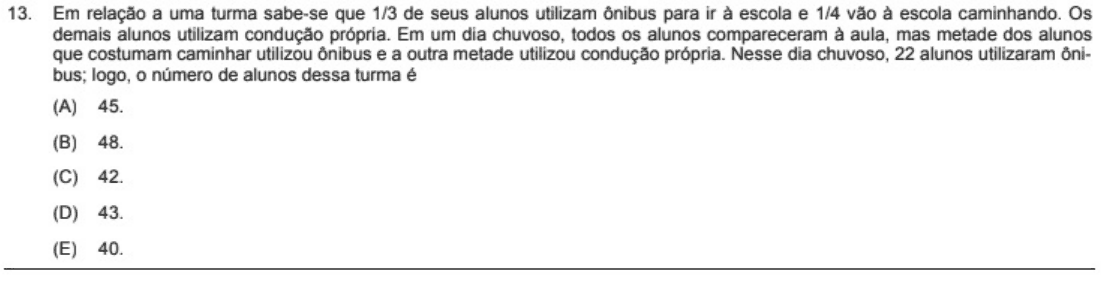 13. Em relação a uma turma sabe-se que 1/3 de seus alunos utilizam ônibus para ir à escola e 1/4 vão à escola caminhando. Os
demais alunos utilizam condução própria. Em um dia chuvoso, todos os alunos compareceram à aula, mas metade dos alunos
que costumam caminhar utilizou ônibus e a outra metade utilizou condução própria. Nesse dia chuvoso, 22 alunos utilizaram ôni-
bus; logo, o número de alunos dessa turma é
(A) 45.
(B) 48.
(C) 42.
(D) 43.
(E) 40.